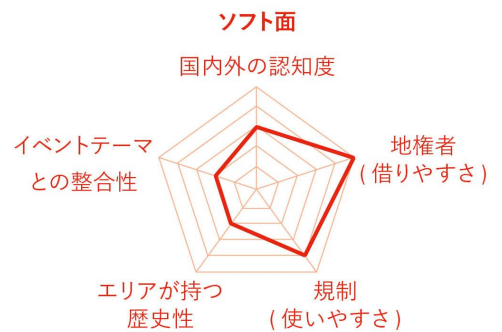 ソフト面
国内外の認知度
イベントテーマ
との整合性
地権者
(借りやすさ)
エリアが持つ
歴史性
規制
(使いやすさ)